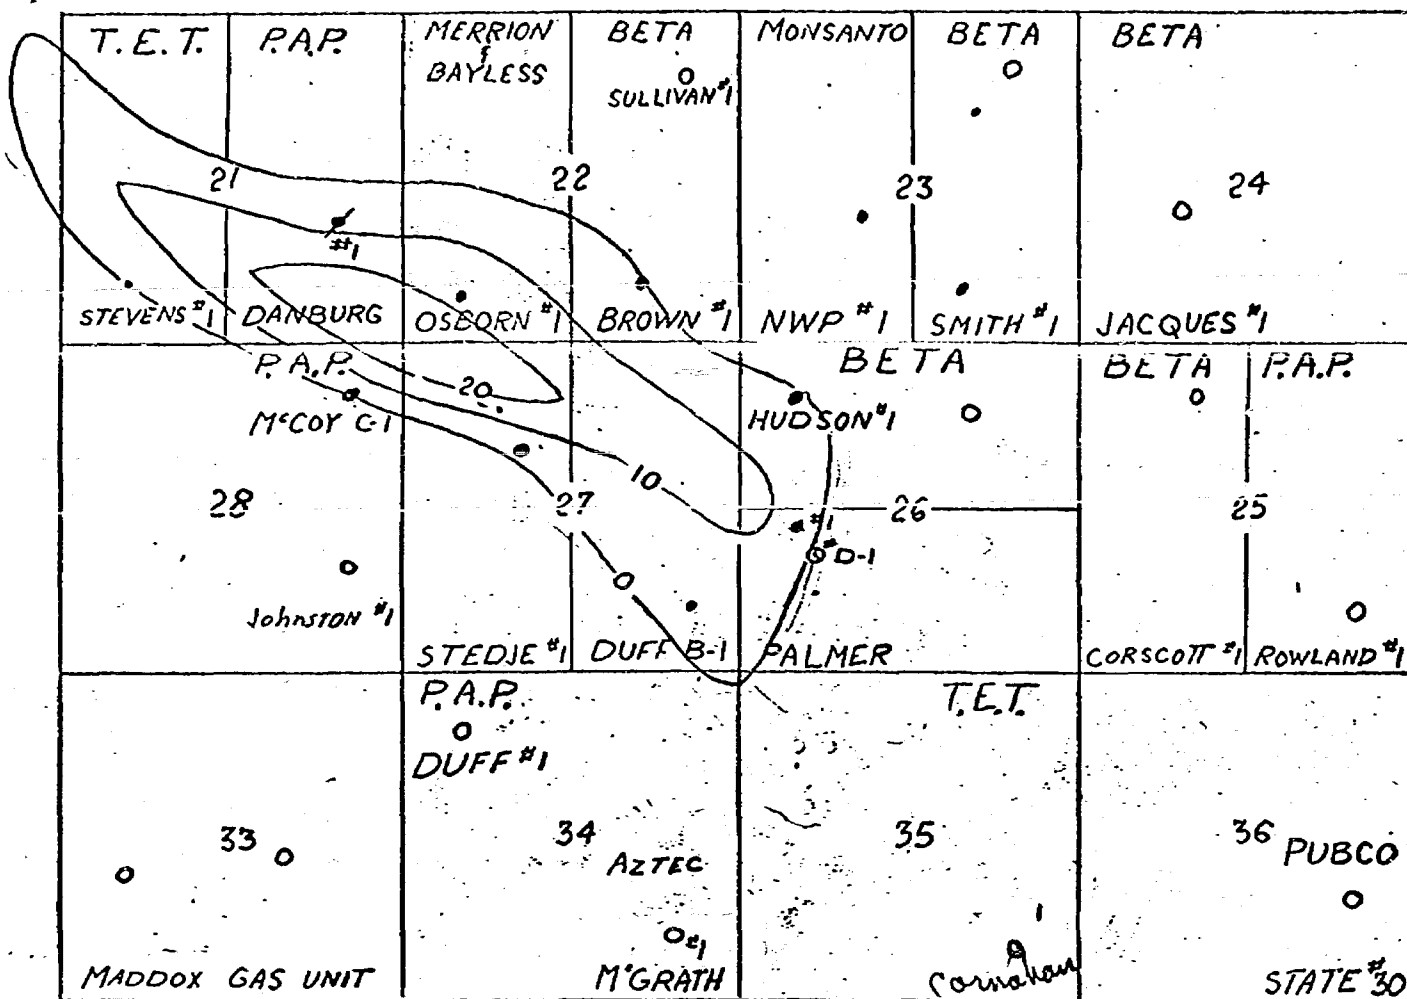 T.E.T. P.A.P. MERRION & BAYLESS BETA MONSANTO BETA BETA
SULLIVAN #1
21 22 23 24
#1
STEVENS #1 DANBURG OSBORN #1 BROWN #1 NWP #1 SMITH #1 JACQUES #1
P.A.P. BETA BETA P.A.P.
20
McCOY C-1 HUDSON #1
10
28 27 26 25
#1
#D-1
0
Johnston #1
STEDJE #1 DUFF B-1 PALMER CORSCOTT #1 ROWLAND #1
P.A.P. T.E.T.
DUFF #1
33 34 35 36 PUBCO
AZTEC
1
#1
MADDOX GAS UNIT McGRATH Carnahan STATE #30